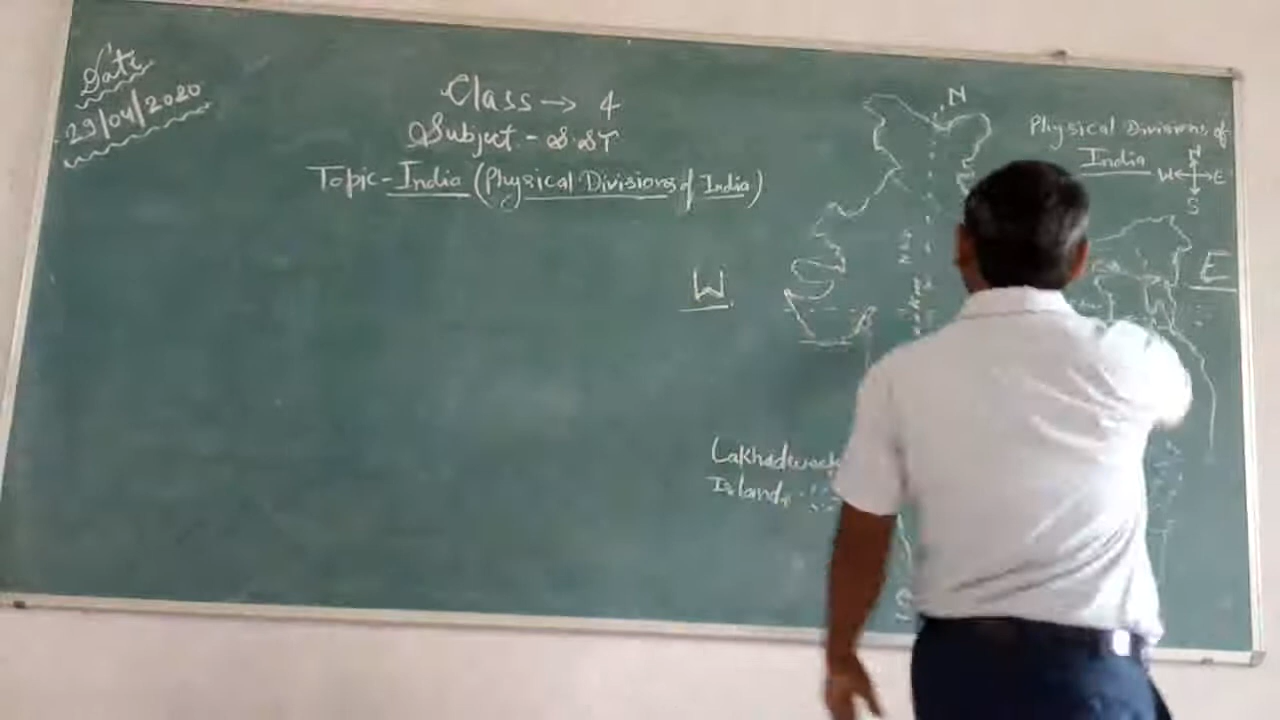 Date
29/04/2020
Class → 4
Subject - S.ST
Topic - India (Physical Divisions of India)
N
Physical Divisions of
India
N
W E
S
W
E
Lakhadweep
Islands